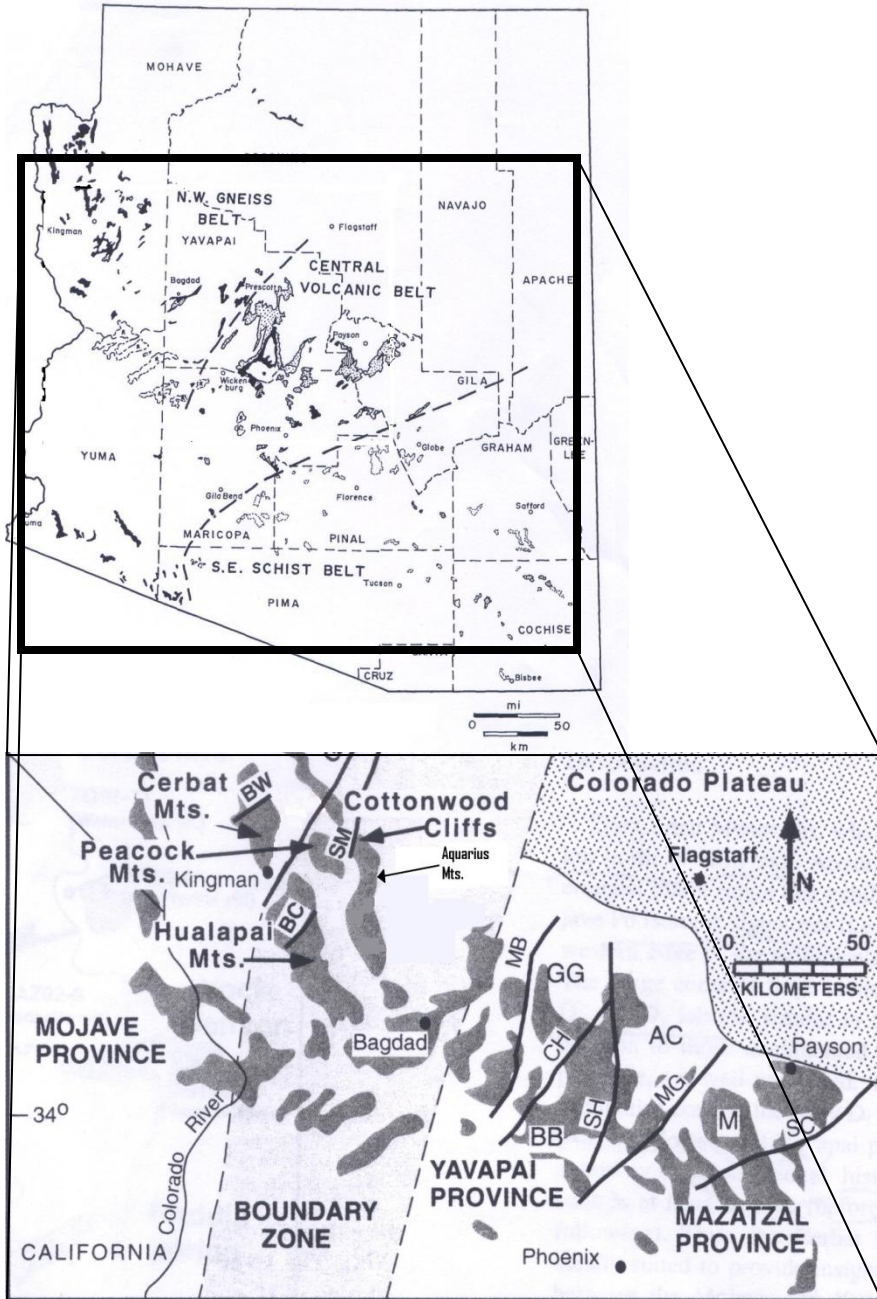 MOHAVE
N.W. GNEISS
BELT
YAVAPAI
Kingman
Flagstaff
NAVAJO
CENTRAL
VOLCANIC BELT
APACHE
Bagdad
Prescott
Payson
Wicken-
burg
GILA
Phoenix
YUMA
Globe
GRAHAM
GREEN-
LEE
Gila Bend
Florence
Safford
MARICOPA
PINAL
S.E. SCHIST BELT
Tucson
PIMA
COCHISE
CRUZ
Bisbee
mi
0 50
km
Cerbat
Mts.
BW
Cottonwood
Cliffs
SM
Peacock
Mts.
Aquarius
Mts.
Kingman
BC
Hualapai
Mts.
Colorado Plateau
Flagstaff
N
0 50
KILOMETERS
MB
GG
CH
AC
Payson
MOJAVE
PROVINCE
Bagdad
34°
River
Colorado
BB
SH
MG
M
SC
YAVAPAI
PROVINCE
BOUNDARY
ZONE
MAZATZAL
PROVINCE
CALIFORNIA
Phoenix